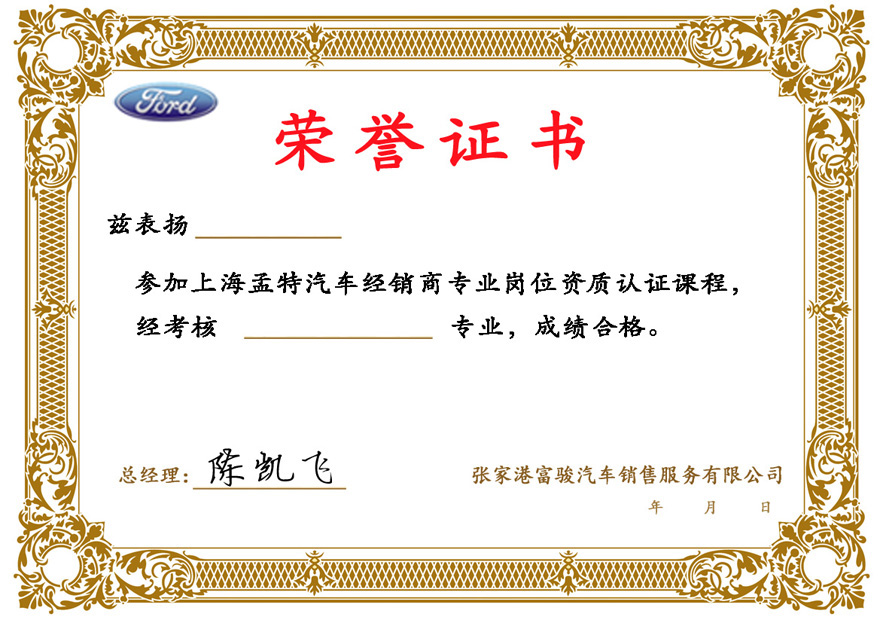 Ford
荣誉证书
兹表扬
参加上海孟特汽车经销商专业岗位资质认证课程，
经考核 专业，成绩合格。
总经理：陈凯飞
张家港富骏汽车销售服务有限公司
年 月 日